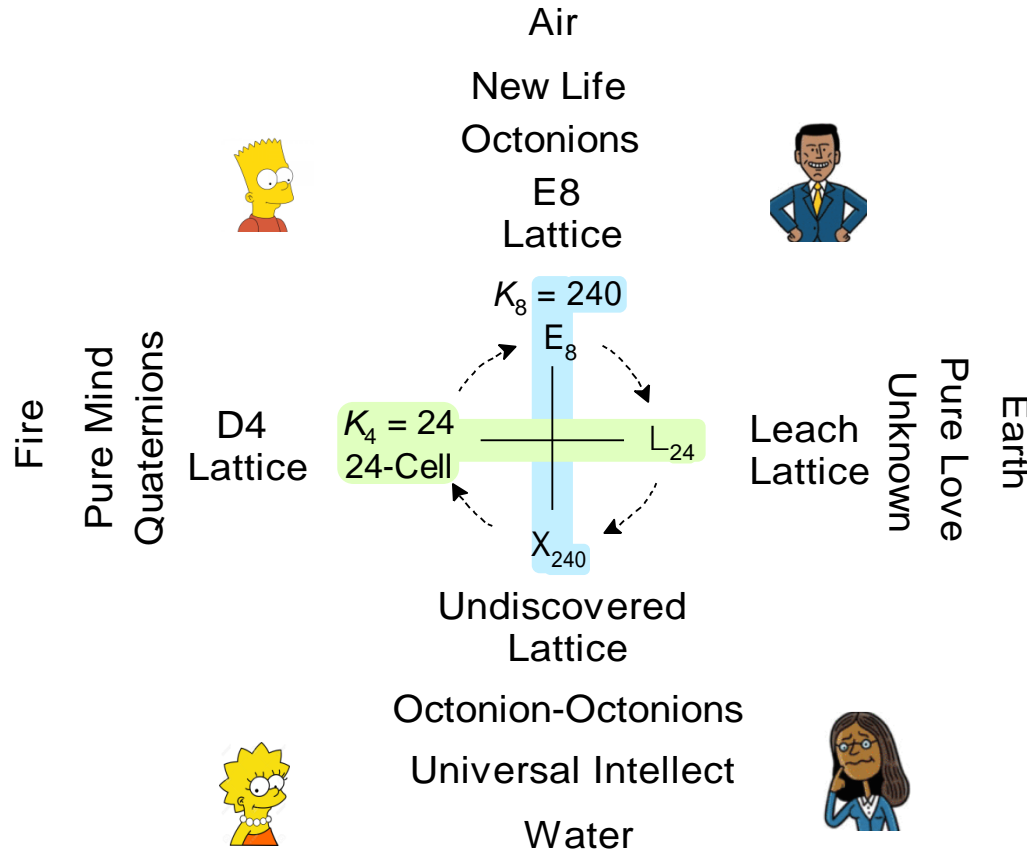 Air
New Life
Octonions
E8
Lattice
K₈ = 240
E₈
Fire
Pure Mind
Quaternions
D4
Lattice
K₄ = 24
24-Cell
L₂₄
Leach
Lattice
Unknown
Pure Love
Earth
X₂₄₀
Undiscovered
Lattice
Octonion-Octonions
Universal Intellect
Water